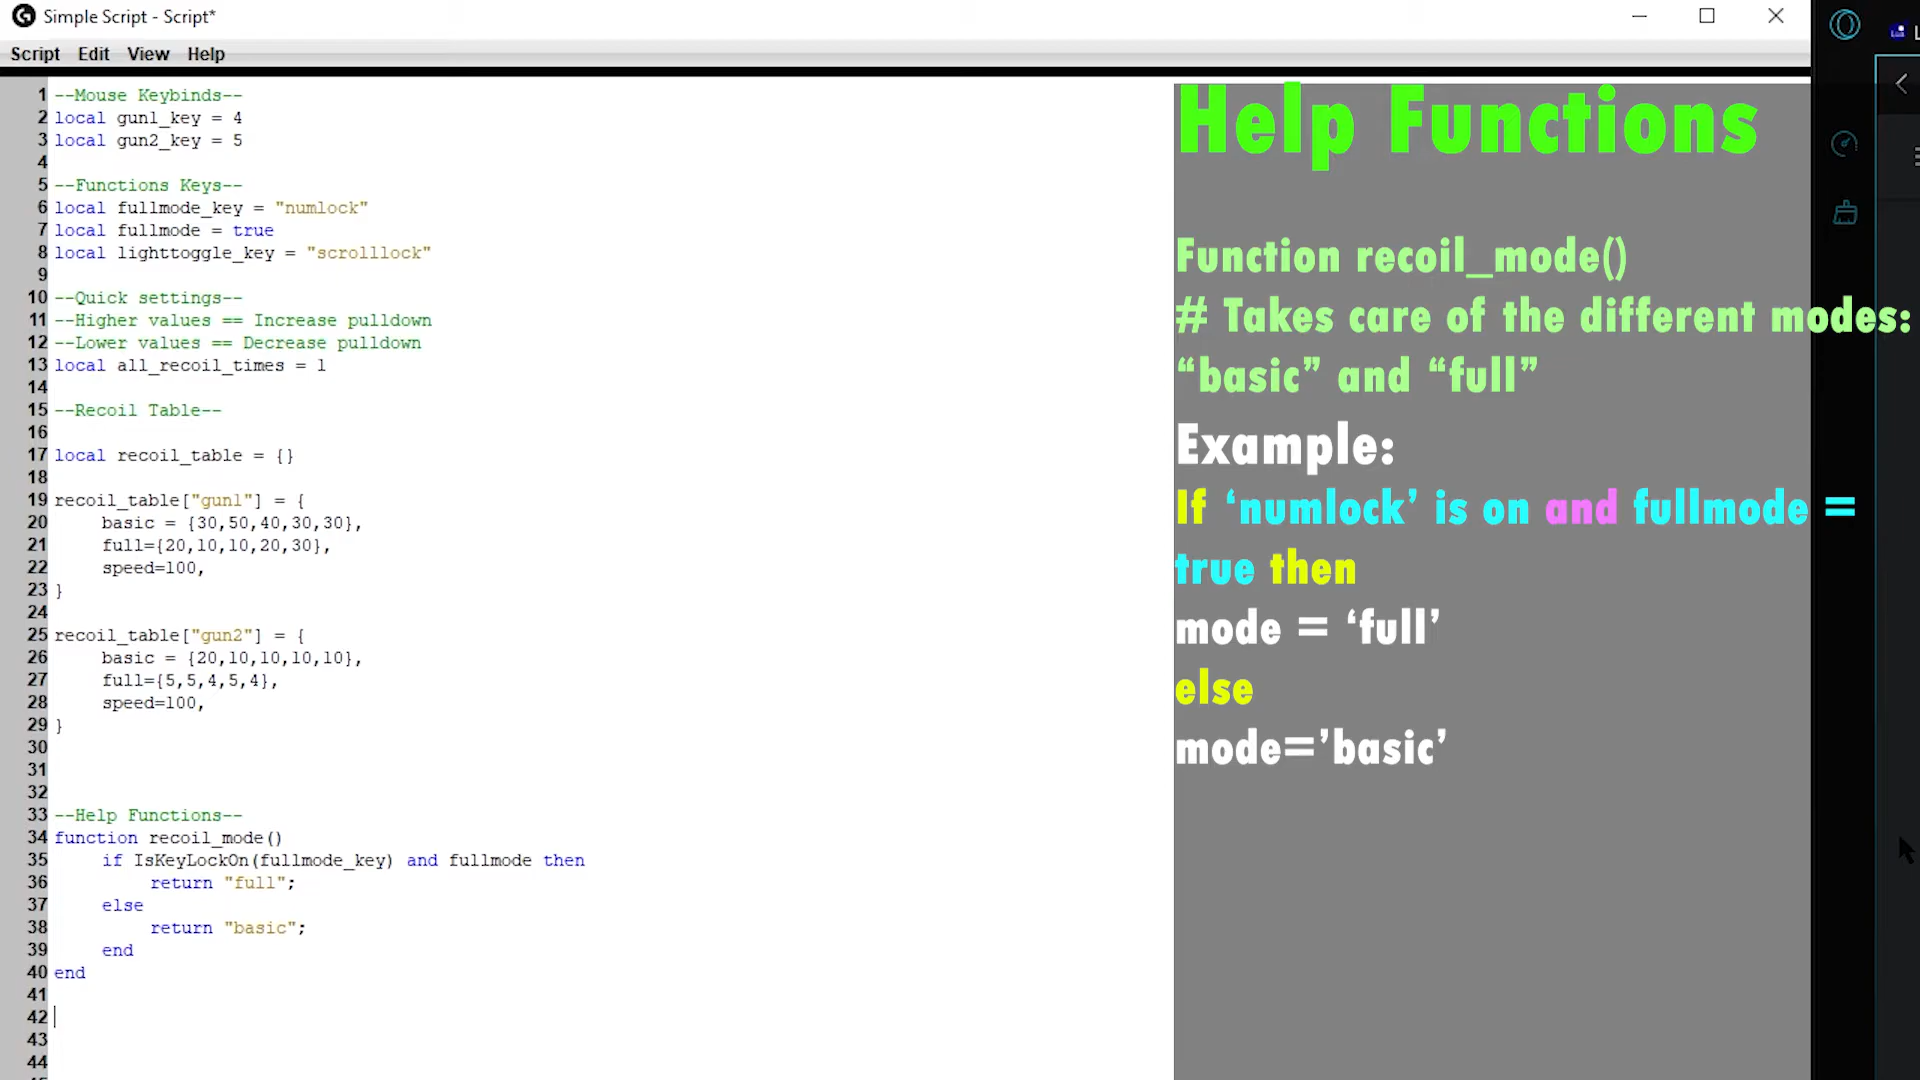 Simple Script - Script*
Script Edit View Help
1 --Mouse Keybinds--
2 local gun1_key = 4
3 local gun2_key = 5
4
5 --Functions Keys--
6 local fullmode_key = "numlock"
7 local fullmode = true
8 local lighttoggle_key = "scrolllock"
9
10 --Quick settings--
11 --Higher values == Increase pulldown
12 --Lower values == Decrease pulldown
13 local all_recoil_times = 1
14
15 --Recoil Table--
16
17 local recoil_table = {}
18
19 recoil_table["gun1"] = {
20 basic = {30,50,40,30,30},
21 full={20,10,10,20,30},
22 speed=100,
23 }
24
25 recoil_table["gun2"] = {
26 basic = {20,10,10,10,10},
27 full={5,5,4,5,4},
28 speed=100,
29 }
30
31
32
33 --Help Functions--
34 function recoil_mode()
35 if IsKeyLockOn(fullmode_key) and fullmode then
36 return "full";
37 else
38 return "basic";
39 end
40 end
41
42
43
44
Help Functions
Function recoil_mode()
# Takes care of the different modes:
“basic” and “full”
Example:
If ‘numlock’ is on and fullmode =
true then
mode = ‘full’
else
mode=’basic’